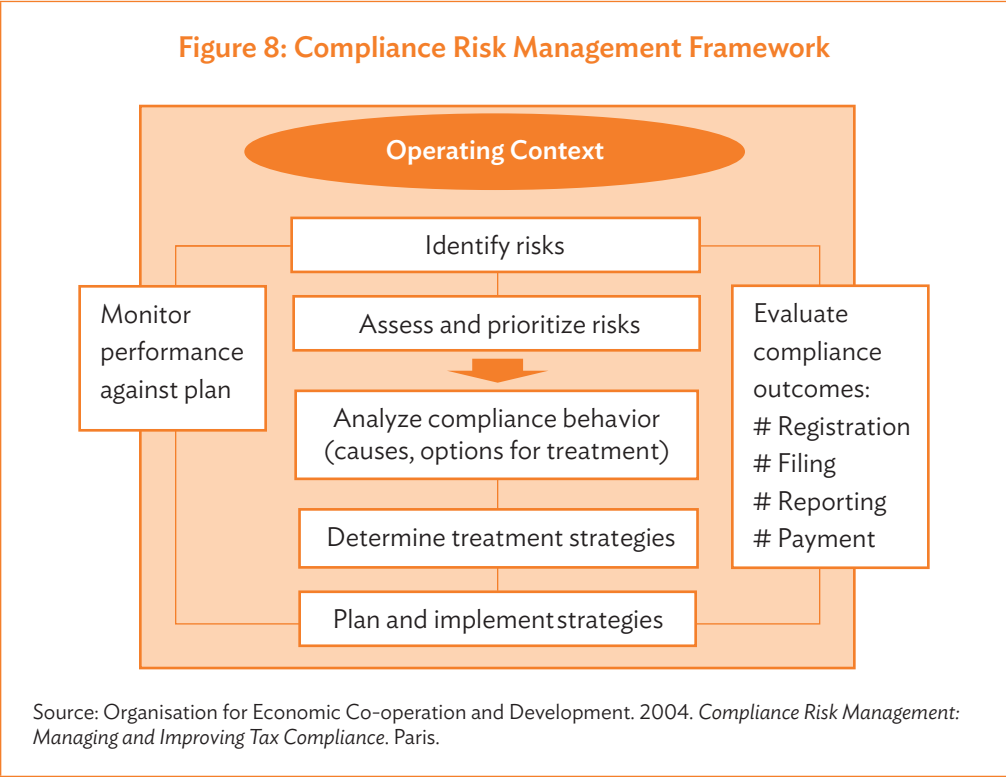 Figure 8: Compliance Risk Management Framework
Operating Context
Identify risks
Assess and prioritize risks
Analyze compliance behavior
(causes, options for treatment)
Determine treatment strategies
Plan and implement strategies
Monitor
performance
against plan
Evaluate
compliance
outcomes:
# Registration
# Filing
# Reporting
# Payment
Source: Organisation for Economic Co-operation and Development. 2004. Compliance Risk Management:
Managing and Improving Tax Compliance. Paris.